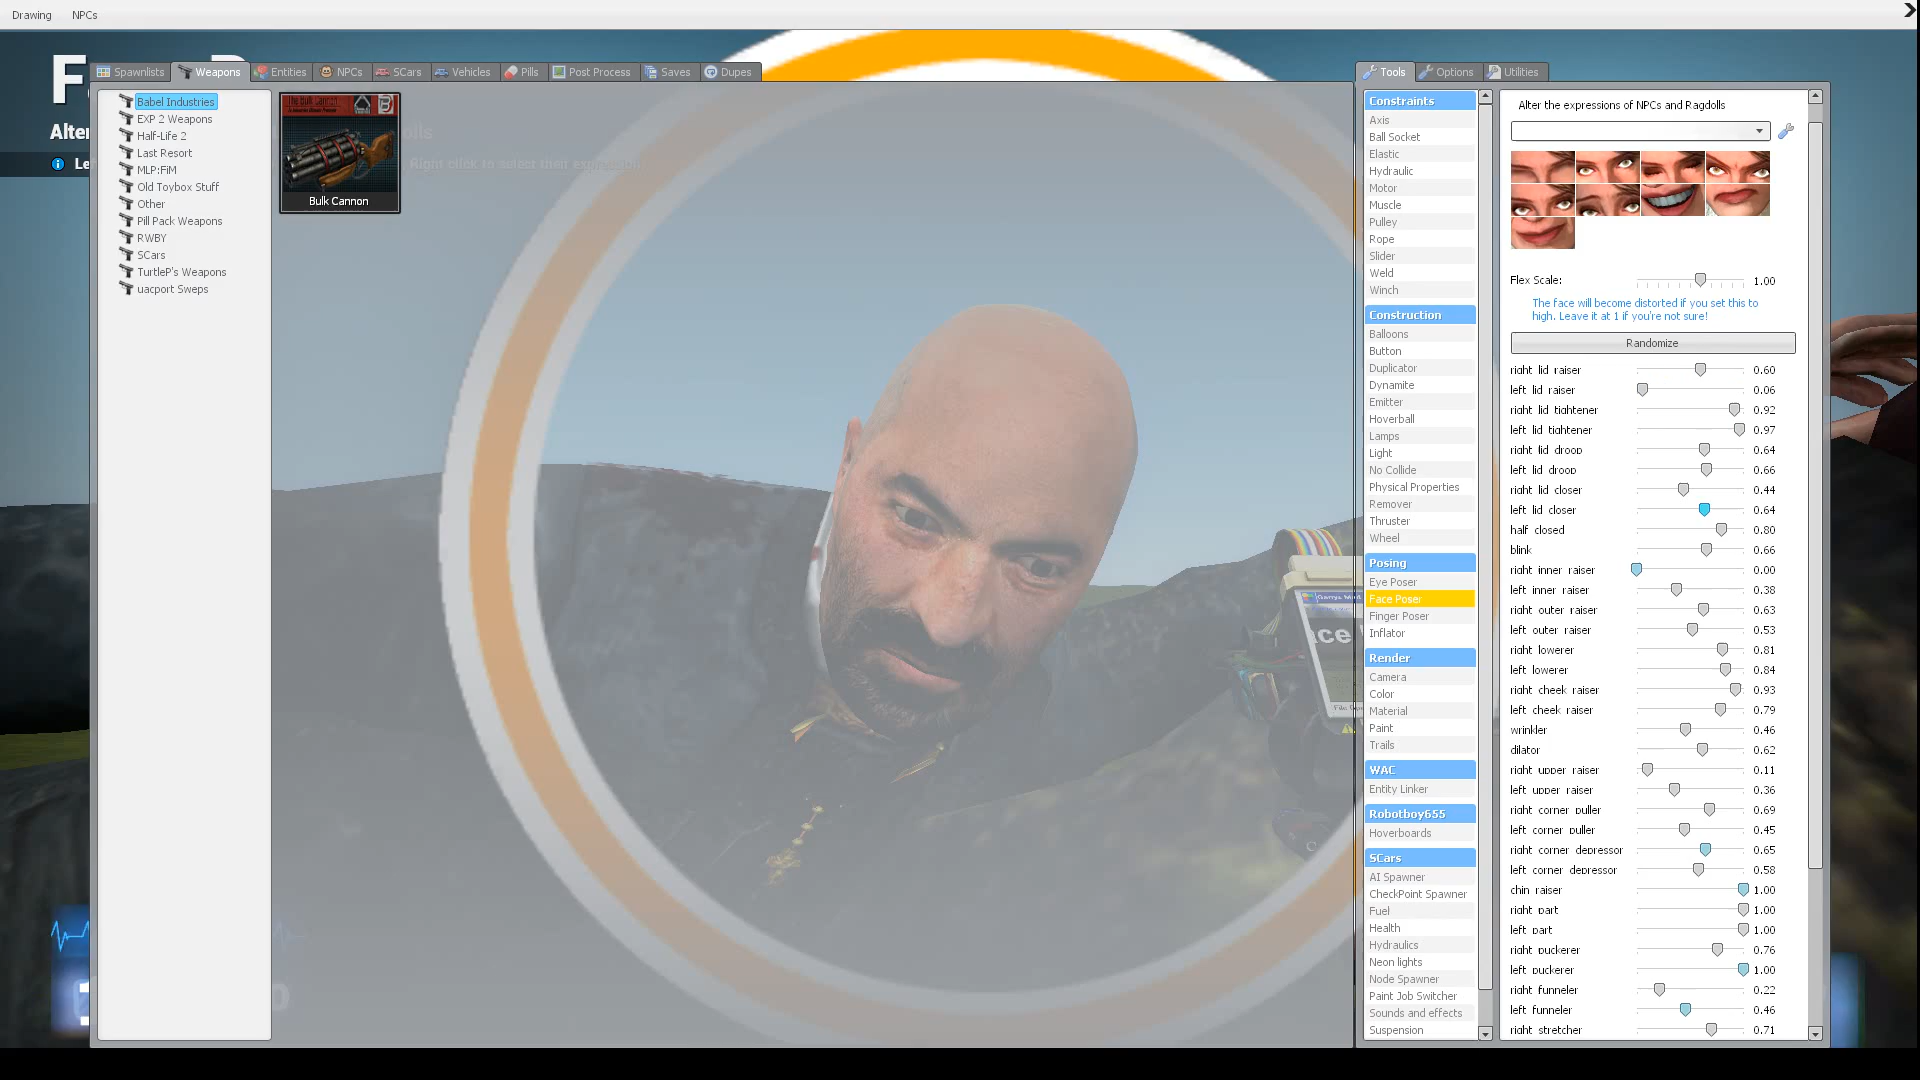 Drawing NPCs
Spawnlists Weapons Entities NPCs SCars Vehicles Pills Post Process Saves Dupes
Babel Industries
EXP 2 Weapons
Half-Life 2
Last Resort
MLP:FiM
Old Toybox Stuff
Other
Pill Pack Weapons
RWBY
SCars
TurtleP's Weapons
uacport Sweps
Bulk Cannon
Right click to select their expression
Tools Options Utilities
Constraints
Axis
Ball Socket
Elastic
Hydraulic
Motor
Muscle
Pulley
Rope
Slider
Weld
Winch
Construction
Balloons
Button
Duplicator
Dynamite
Emitter
Hoverball
Lamps
Light
No Collide
Physical Properties
Remover
Thruster
Wheel
Posing
Eye Poser
Face Poser
Finger Poser
Inflator
Render
Camera
Color
Material
Paint
Trails
WAC
Entity Linker
Robotboy655
Hoverboards
SCars
AI Spawner
CheckPoint Spawner
Fuel
Health
Hydraulics
Neon lights
Node Spawner
Paint Job Switcher
Sounds and effects
Suspension
Alter the expressions of NPCs and Ragdolls
Flex Scale: 1.00
The face will become distorted if you set this to
high. Leave it at 1 if you're not sure!
Randomize
right lid raiser 0.60
left lid raiser 0.06
right lid tightener 0.92
left lid tightener 0.97
right lid droop 0.64
left lid droop 0.66
right lid closer 0.44
left lid closer 0.64
half closed 0.80
blink 0.66
right inner raiser 0.00
left inner raiser 0.38
right outer raiser 0.63
left outer raiser 0.53
right lowerer 0.81
left lowerer 0.84
right cheek raiser 0.93
left cheek raiser 0.79
wrinkler 0.46
dilator 0.62
right upper raiser 0.11
left upper raiser 0.36
right corner puller 0.69
left corner puller 0.45
right corner depressor 0.65
left corner depressor 0.58
chin raiser 1.00
right part 1.00
left part 1.00
right puckerer 0.76
left puckerer 1.00
right funneler 0.22
left funneler 0.46
right stretcher 0.71